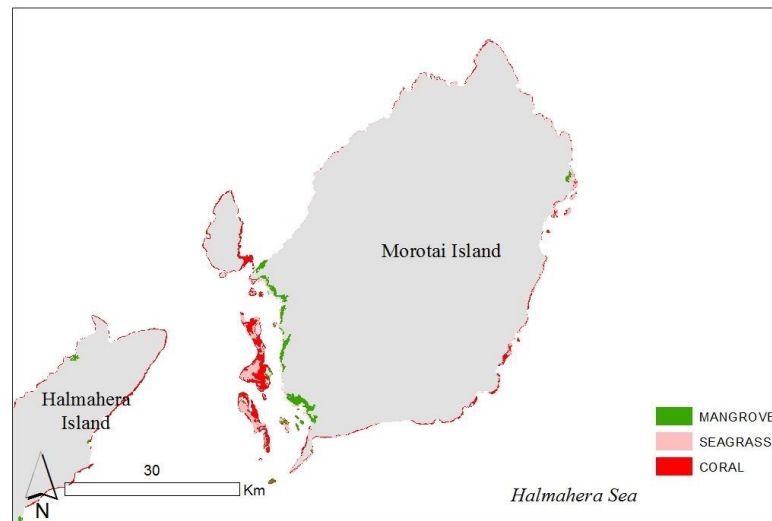 Morotai Island
Halmahera
Island
MANGROVE
SEAGRASS
CORAL
30
Km
N
Halmahera Sea